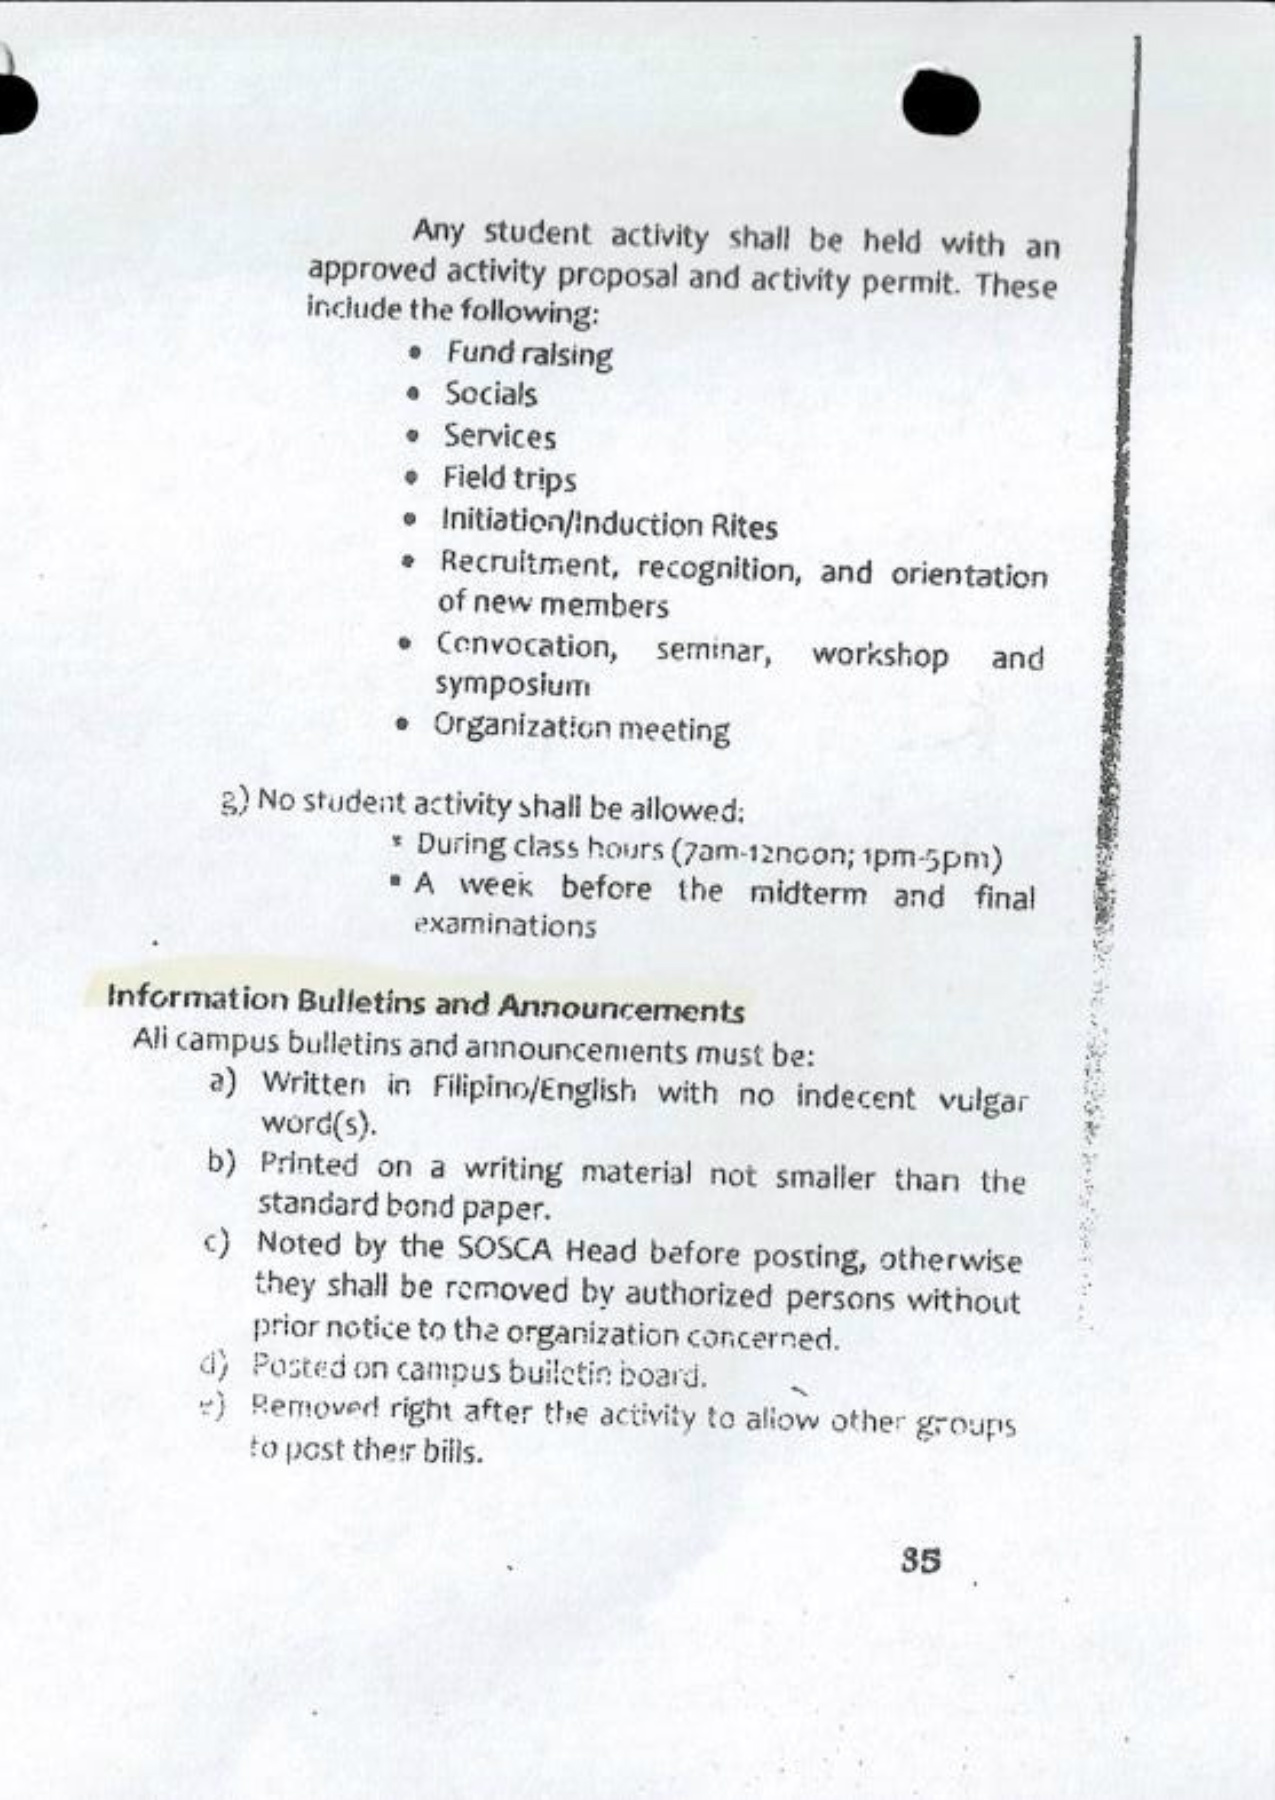 Any student activity shall be held with an
approved activity proposal and activity permit. These
include the following:
• Fund raising
• Socials
• Services
• Field trips
• Initiation/Induction Rites
• Recruitment, recognition, and orientation
of new members
• Convocation, seminar, workshop and
symposium
• Organization meeting
g) No student activity shall be allowed:
▪ During class hours (7am-12noon; 1pm-5pm)
▪ A week before the midterm and final
examinations
Information Bulletins and Announcements
All campus bulletins and announcements must be:
a) Written in Filipino/English with no indecent vulgar
word(s).
b) Printed on a writing material not smaller than the
standard bond paper.
c) Noted by the SOSCA Head before posting, otherwise
they shall be removed by authorized persons without
prior notice to the organization concerned.
d) Posted on campus bulletin board.
e) Removed right after the activity to allow other groups
to post their bills.
35